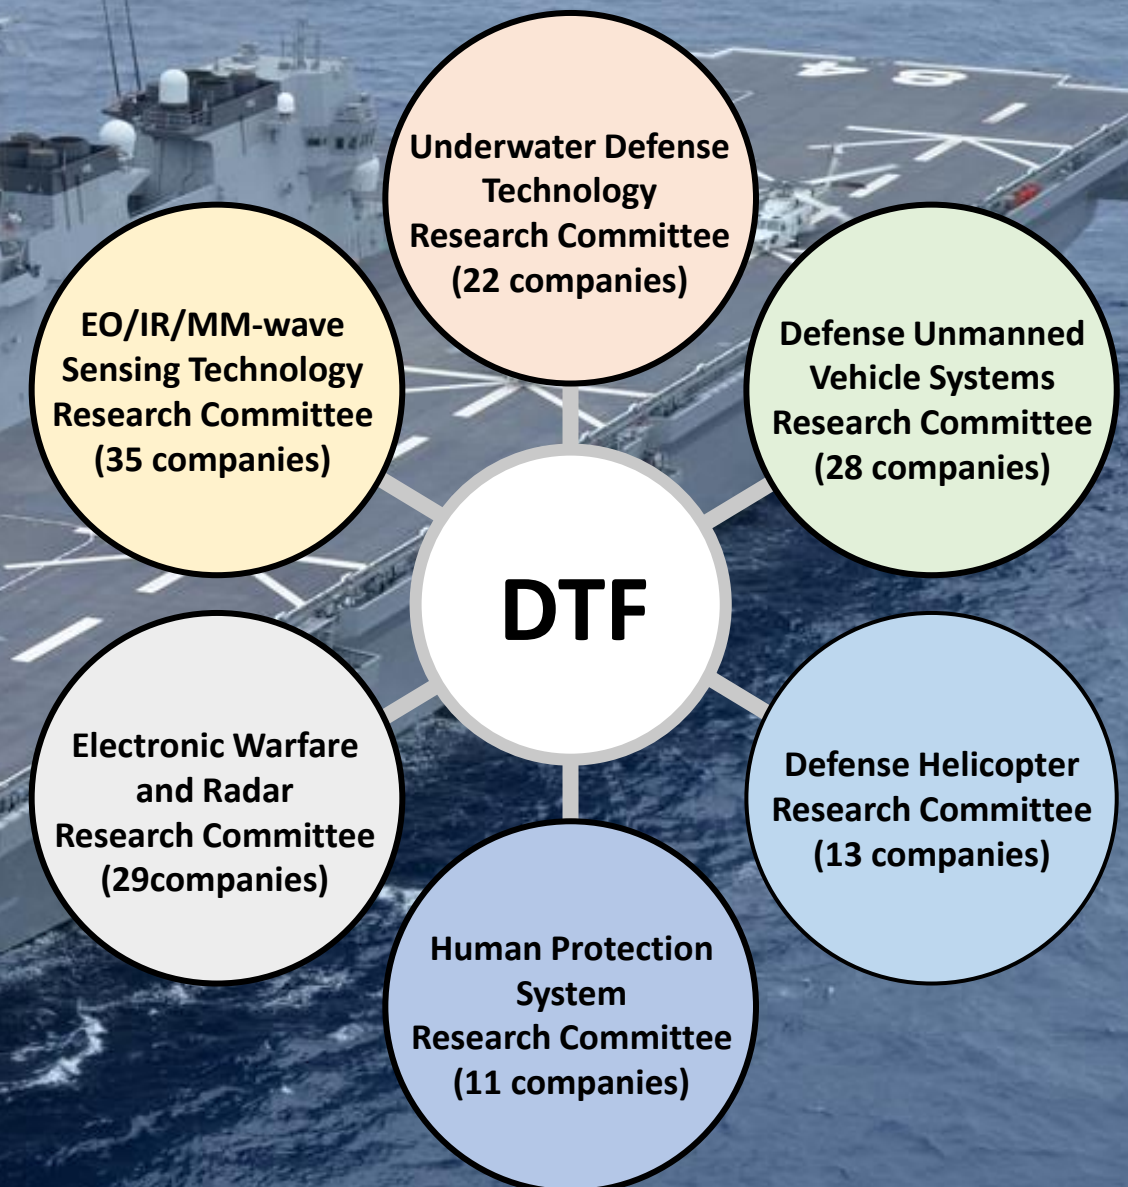 Underwater Defense
Technology
Research Committee
(22 companies)
EO/IR/MM-wave
Sensing Technology
Research Committee
(35 companies)
Defense Unmanned
Vehicle Systems
Research Committee
(28 companies)
DTF
Electronic Warfare
and Radar
Research Committee
(29companies)
Defense Helicopter
Research Committee
(13 companies)
Human Protection
System
Research Committee
(11 companies)
84